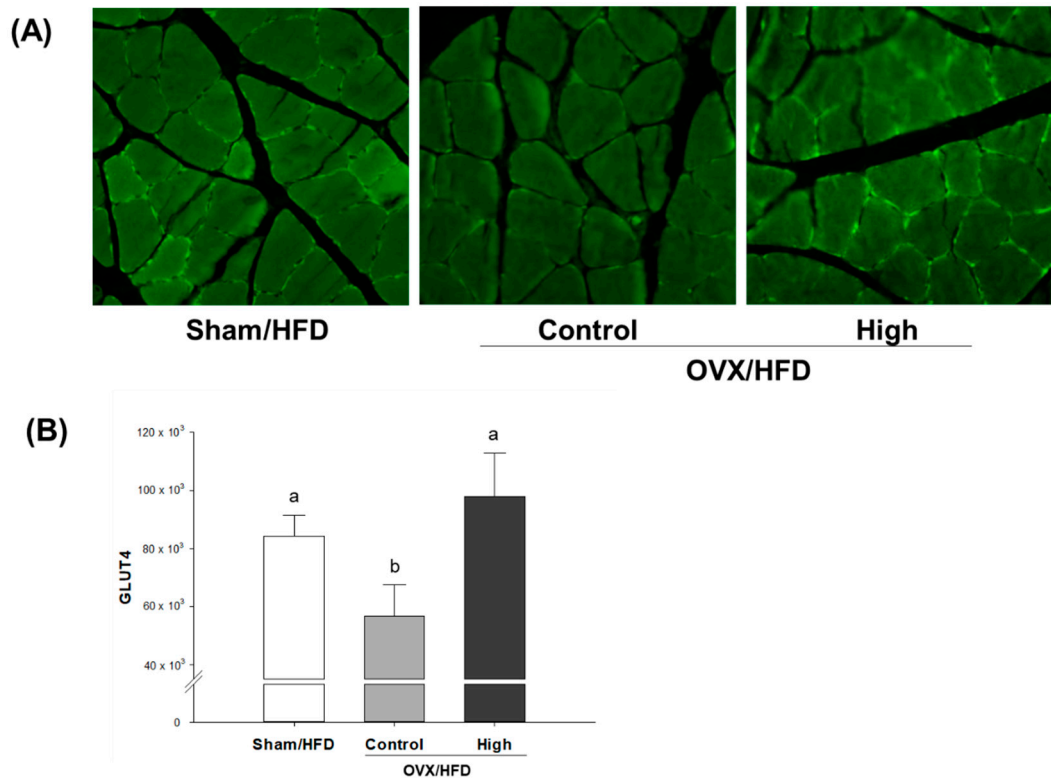 (A)
Sham/HFD Control High
OVX/HFD
(B)
120 x 10³
100 x 10³
80 x 10³
60 x 10³
40 x 10³
0
GLUT4
a
b
a
Sham/HFD Control High
OVX/HFD